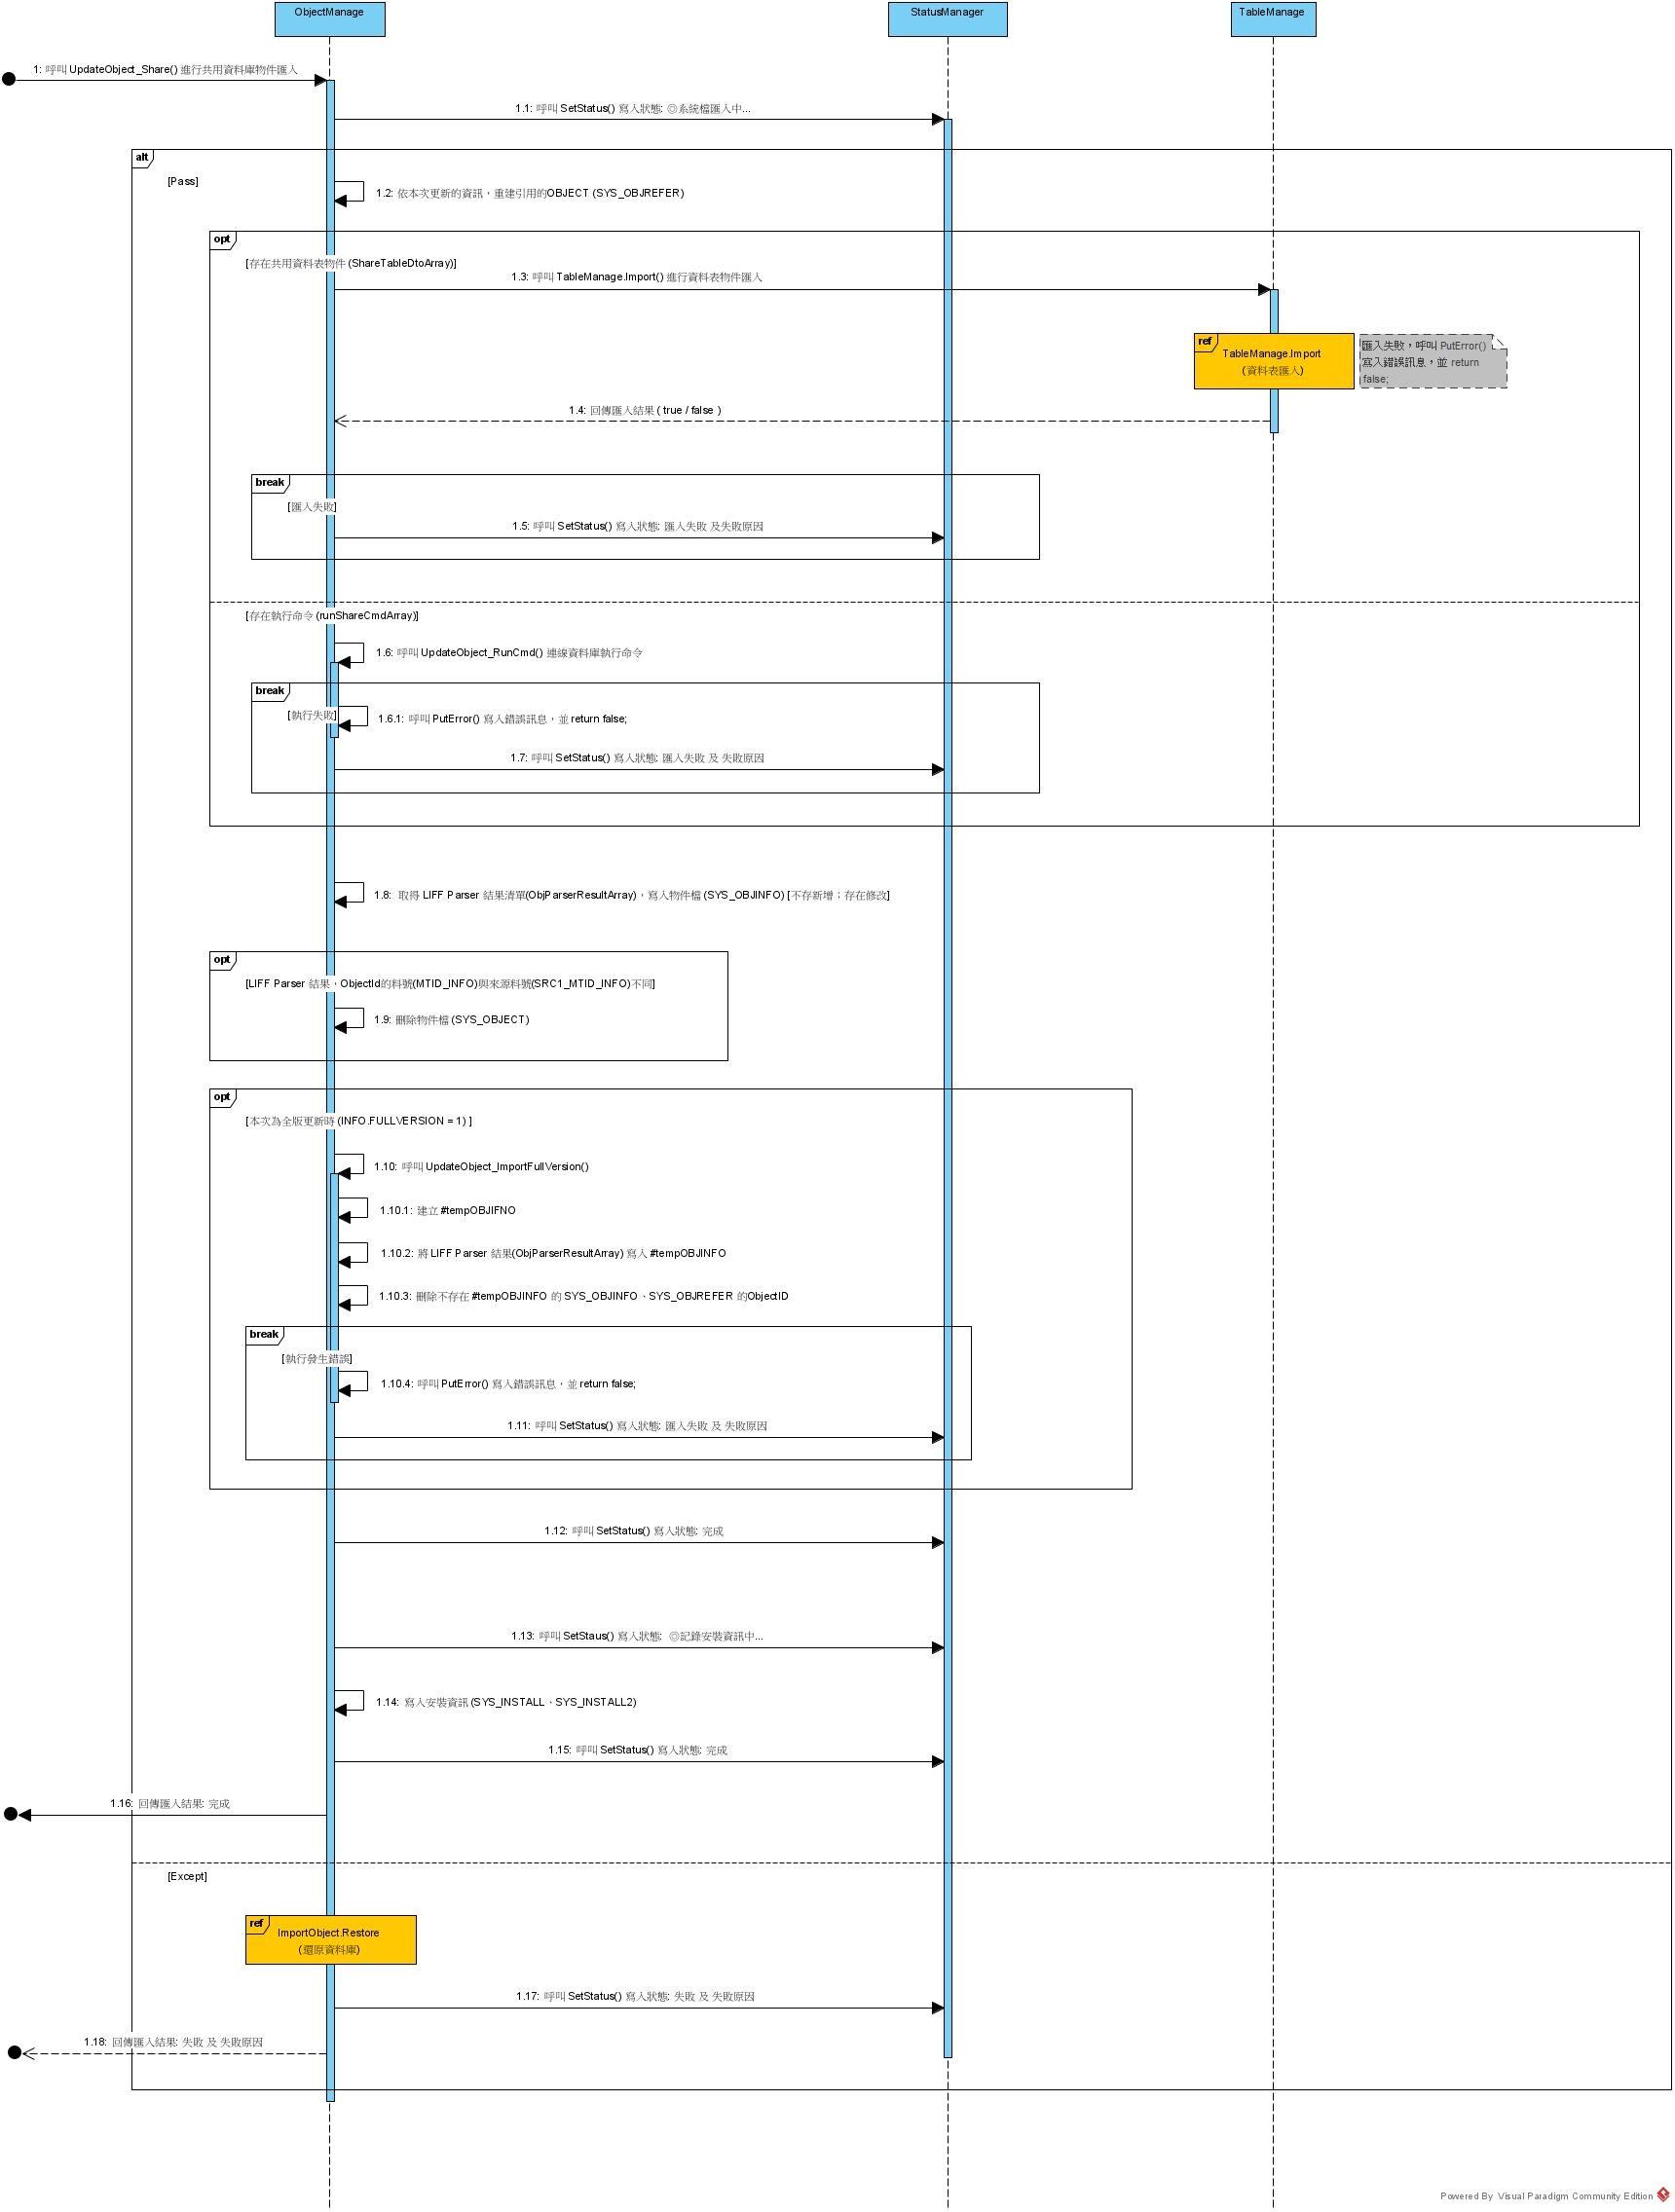 ObjectManage
StatusManager
TableManage
1: 呼叫 UpdateObject_Share() 進行共用資料庫物件匯入
1.1: 呼叫 SetStatus() 寫入狀態: ◎系統檔匯入中...
alt
[Pass]
1.2: 依本次更新的資訊，重建引用的OBJECT (SYS_OBJREFER)
opt
[存在共用資料表物件 (ShareTableDtoArray)]
1.3: 呼叫 TableManage.Import() 進行資料表物件匯入
ref
TableManage.Import
(資料表匯入)
匯入失敗，呼叫 PutError()
寫入錯誤訊息，並 return
false;
1.4: 回傳匯入結果 ( true / false )
break
[匯入失敗]
1.5: 呼叫 SetStatus() 寫入狀態: 匯入失敗 及失敗原因
[存在執行命令 (runShareCmdArray)]
1.6: 呼叫 UpdateObject_RunCmd() 連線資料庫執行命令
break
[執行失敗]
1.6.1: 呼叫 PutError() 寫入錯誤訊息，並 return false;
1.7: 呼叫 SetStatus() 寫入狀態: 匯入失敗 及 失敗原因
1.8: 取得 LIFF Parser 結果清單(ObjParserResultArray)，寫入物件檔 (SYS_OBJINFO) [不存新增；存在修改]
opt
[LIFF Parser 結果，ObjectId的料號(MTID_INFO)與來源料號(SRC1_MTID_INFO)不同]
1.9: 刪除物件檔 (SYS_OBJECT)
opt
[本次為全版更新時 (INFO.FULLVERSION = 1) ]
1.10: 呼叫 UpdateObject_ImportFullVersion()
1.10.1: 建立 #tempOBJIFNO
1.10.2: 將 LIFF Parser 結果(ObjParserResultArray) 寫入 #tempOBJINFO
1.10.3: 刪除不存在 #tempOBJINFO 的 SYS_OBJINFO、SYS_OBJREFER 的ObjectID
break
[執行發生錯誤]
1.10.4: 呼叫 PutError() 寫入錯誤訊息，並 return false;
1.11: 呼叫 SetStatus() 寫入狀態: 匯入失敗 及 失敗原因
1.12: 呼叫 SetStatus() 寫入狀態: 完成
1.13: 呼叫 SetStaus() 寫入狀態: ◎記錄安裝資訊中...
1.14: 寫入安裝資訊 (SYS_INSTALL、SYS_INSTALL2)
1.15: 呼叫 SetStatus() 寫入狀態: 完成
1.16: 回傳匯入結果: 完成
[Except]
ref
ImportObject.Restore
(還原資料庫)
1.17: 呼叫 SetStatus() 寫入狀態: 失敗 及 失敗原因
1.18: 回傳匯入結果: 失敗 及 失敗原因
Powered By Visual Paradigm Community Edition